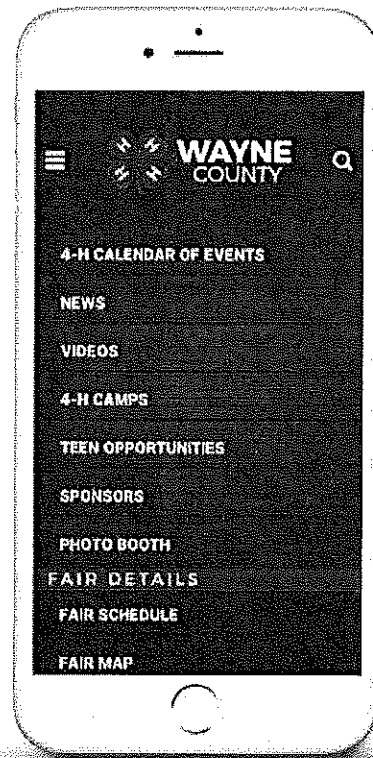 H H
H H
WAYNE
COUNTY
4-H CALENDAR OF EVENTS
NEWS
VIDEOS
4-H CAMPS
TEEN OPPORTUNITIES
SPONSORS
PHOTO BOOTH
FAIR DETAILS
FAIR SCHEDULE
FAIR MAP